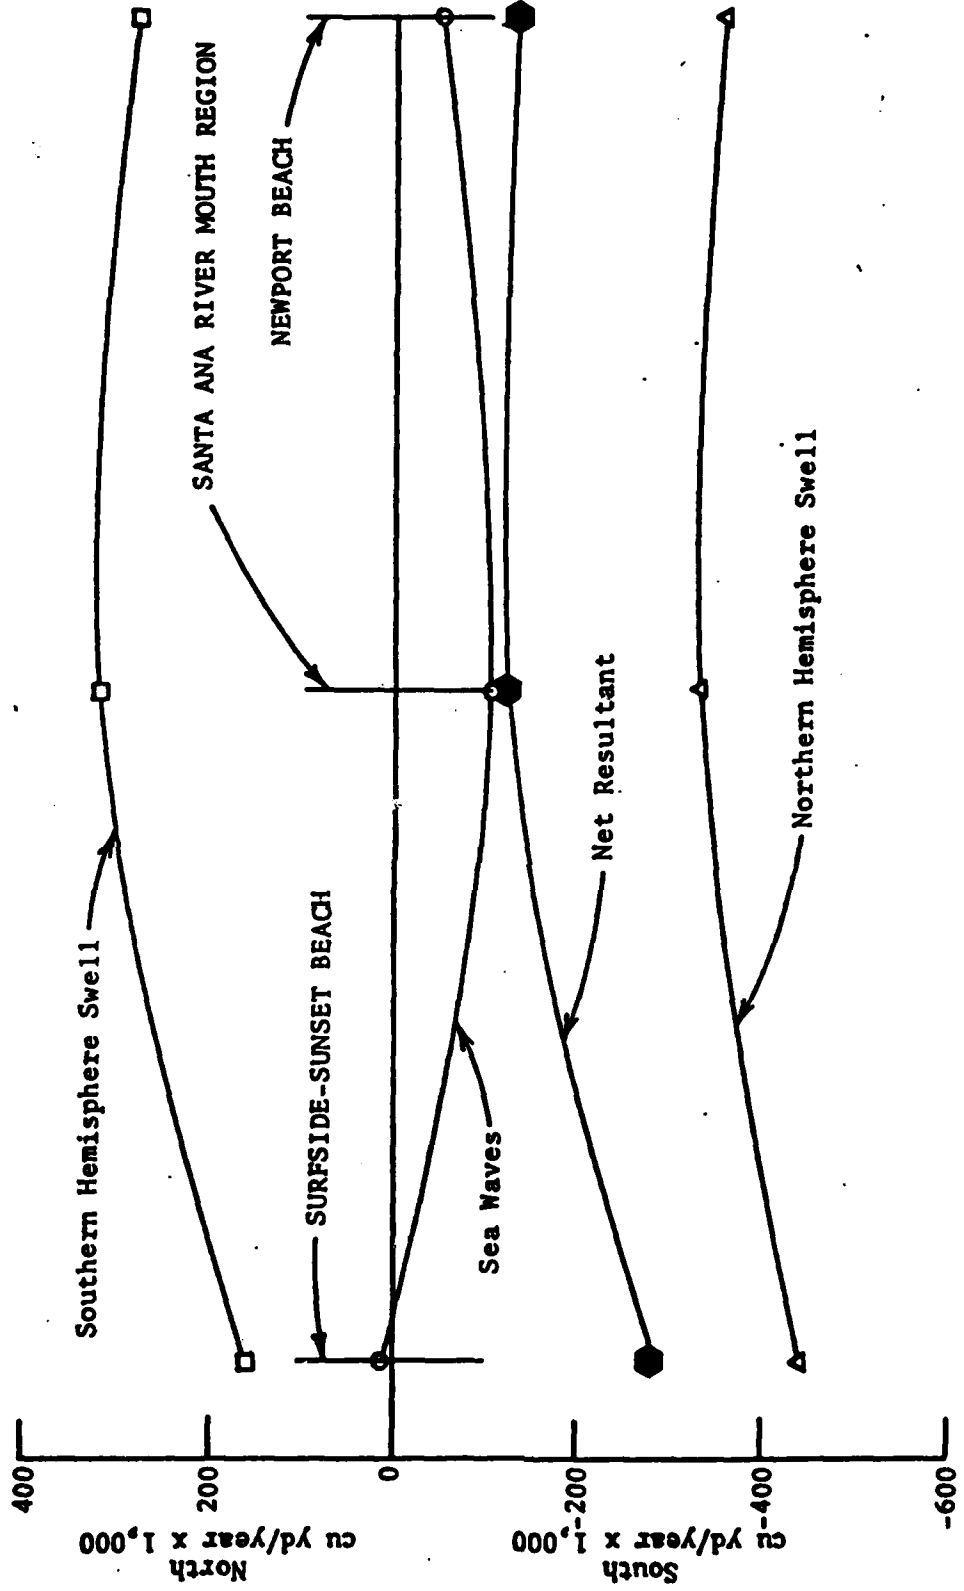 400
200
0
-200
-400
-600
North
cu yd/year x 1,000
South
cu yd/year x 1,000
Southern Hemisphere Swell
SURFSIDE-SUNSET BEACH
SANTA ANA RIVER MOUTH REGION
NEWPORT BEACH
Sea Waves
Net Resultant
Northern Hemisphere Swell